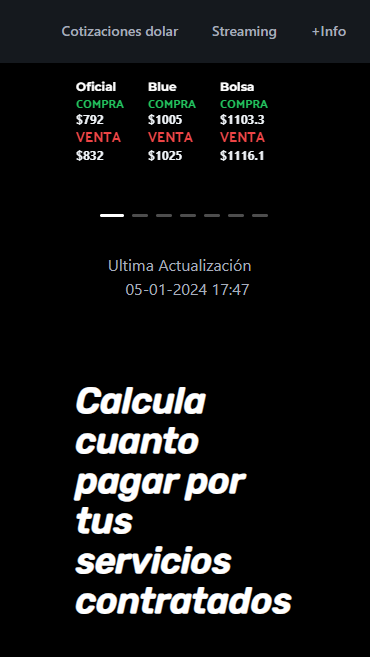 Cotizaciones dolar Streaming +Info
Oficial Blue Bolsa
COMPRA COMPRA COMPRA
$792 $1005 $1103.3
VENTA VENTA VENTA
$832 $1025 $1116.1
Ultima Actualización
05-01-2024 17:47
Calcula
cuanto
pagar por
tus
servicios
contratados